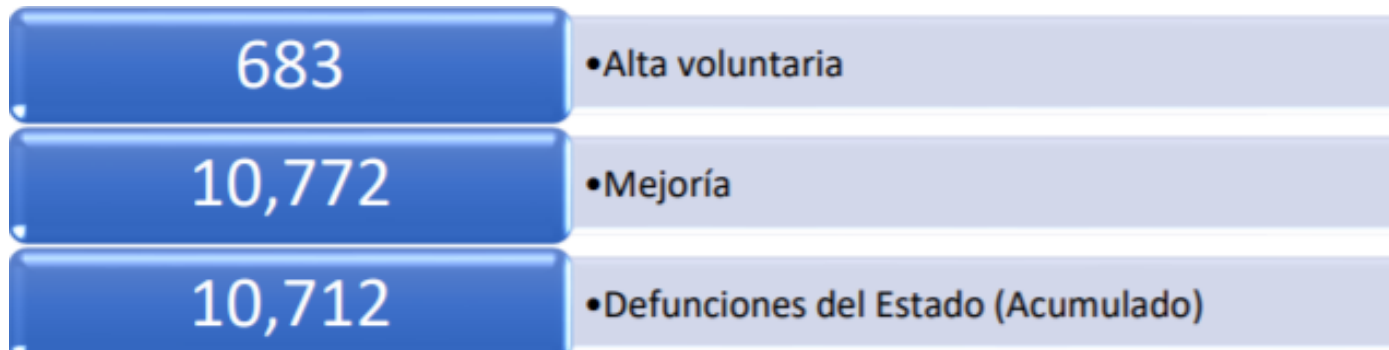 683 •Alta voluntaria
10,772 •Mejoría
10,712 •Defunciones del Estado (Acumulado)